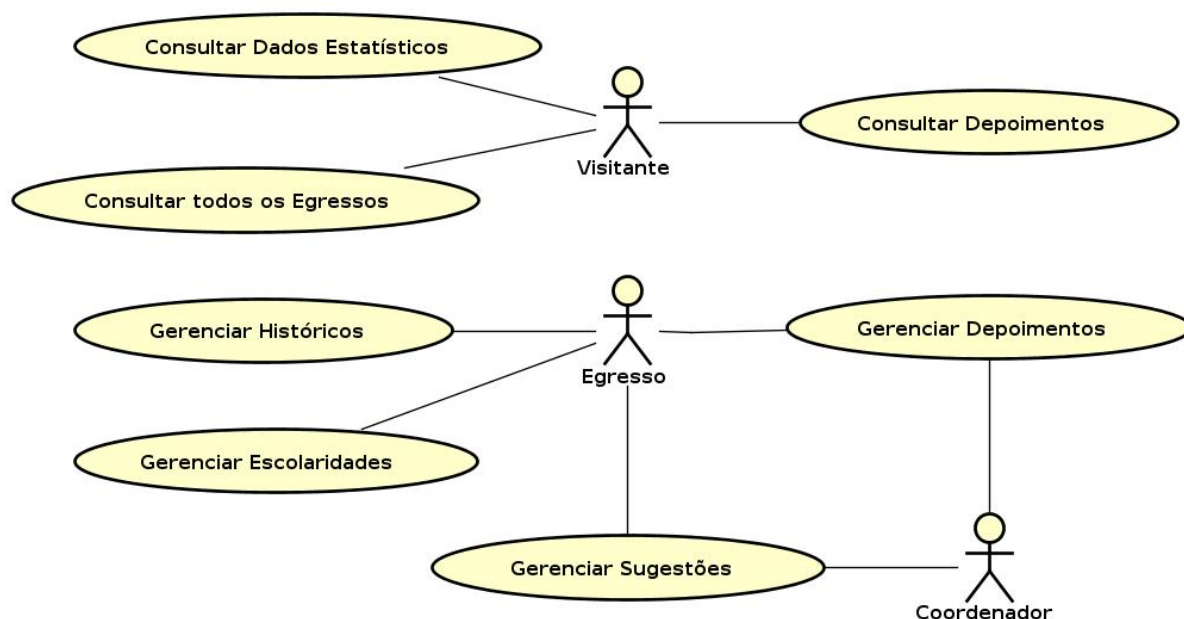 Consultar Dados Estatísticos
Visitante
Consultar Depoimentos
Consultar todos os Egressos
Gerenciar Históricos
Egresso
Gerenciar Depoimentos
Gerenciar Escolaridades
Gerenciar Sugestões
Coordenador